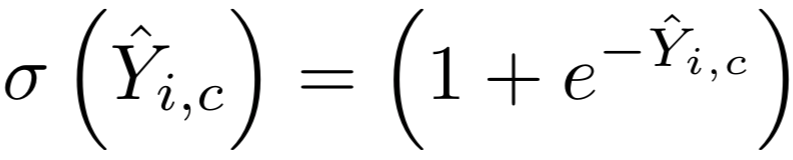 σ(Ŷ_{i,c}) = (1 + e^{-Ŷ_{i,c}})